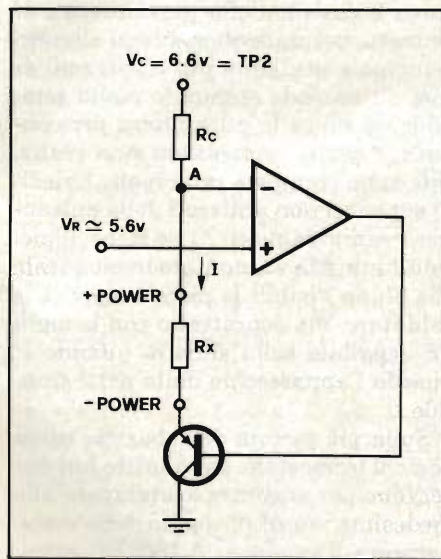 Vc = 6.6v = TP2
Rc
A
−
VR ≃ 5.6v
+
I
+ POWER
Rx
− POWER